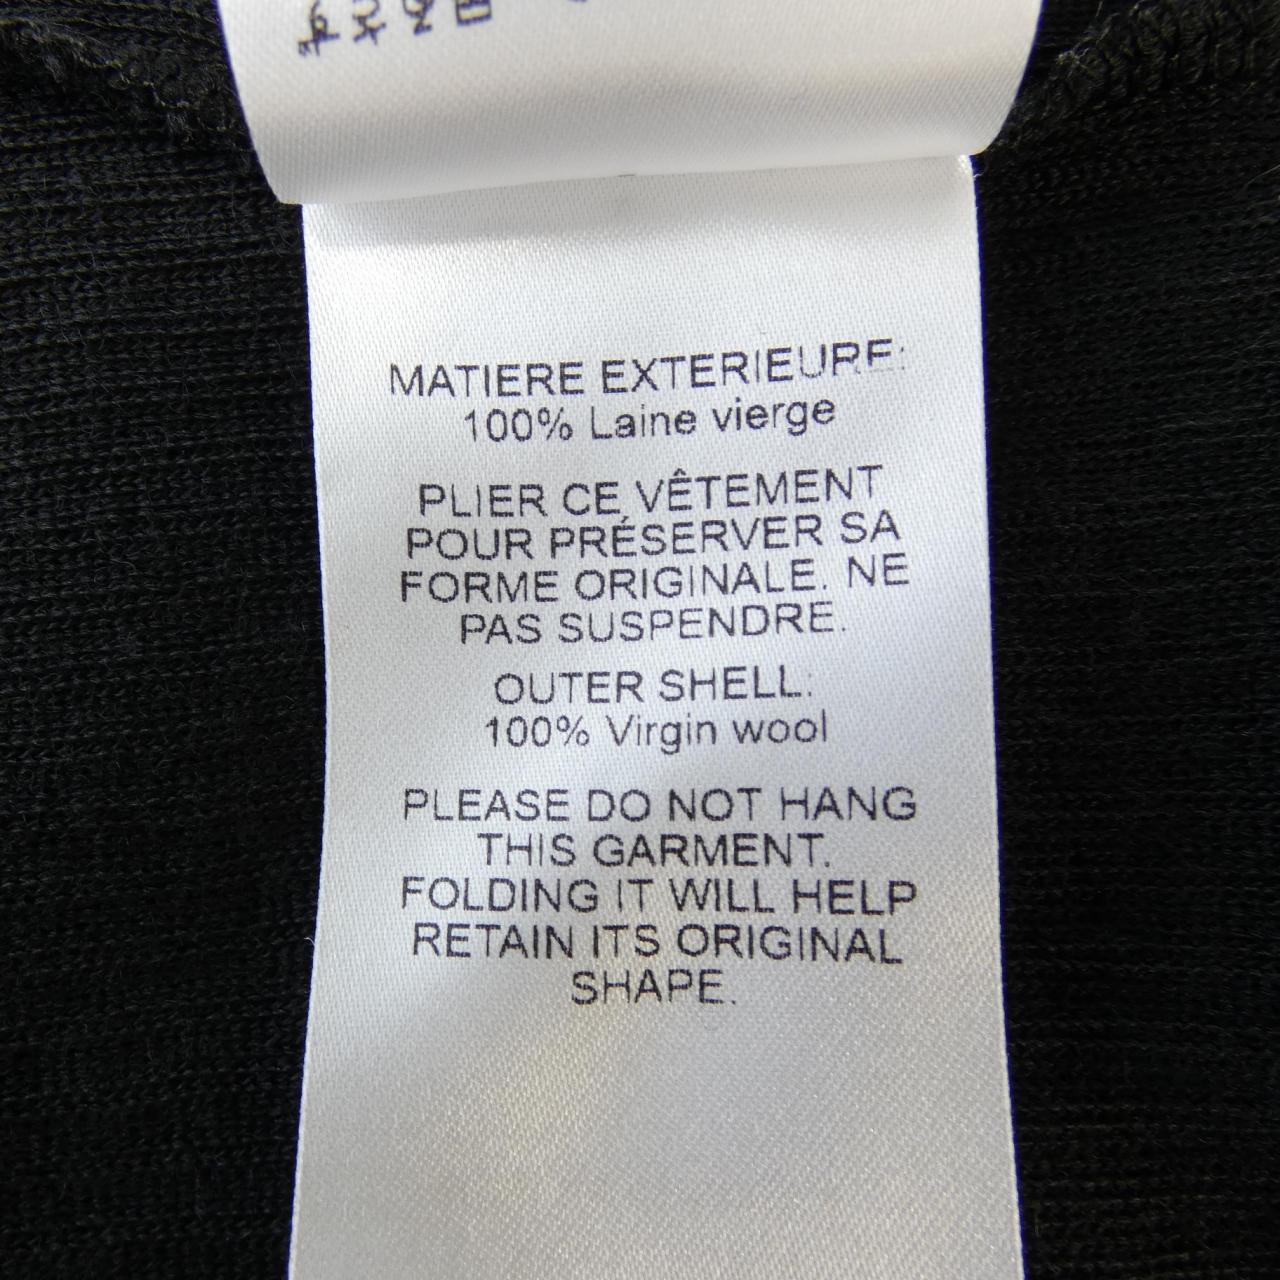 MATIERE EXTERIEURE:
100% Laine vierge
PLIER CE VÊTEMENT
POUR PRÉSERVER SA
FORME ORIGINALE. NE
PAS SUSPENDRE.
OUTER SHELL:
100% Virgin wool
PLEASE DO NOT HANG
THIS GARMENT.
FOLDING IT WILL HELP
RETAIN ITS ORIGINAL
SHAPE.